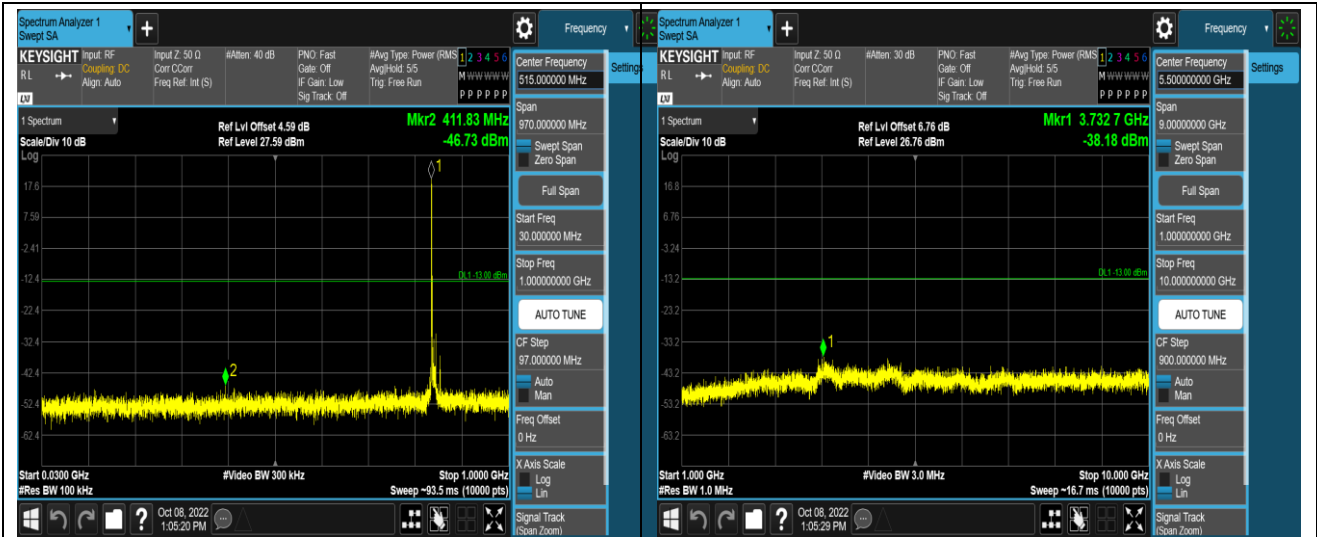 Spectrum Analyzer 1
Swept SA
+
Frequency
KEYSIGHT Input: RF
RL
Coupling: DC
Align: Auto
LXI
Input Z: 50 Ω
Corr CCorr
Freq Ref: Int (S)
#Atten: 40 dB
PNO: Fast
Gate: Off
IF Gain: Low
Sig Track: Off
#Avg Type: Power (RMS
Avg|Hold: 5/5
Trig: Free Run
1 2 3 4 5 6
M W W W W W
P P P P P P
Center Frequency
515.000000 MHz
Settings
Span
970.000000 MHz
Swept Span
Zero Span
Full Span
Start Freq
30.000000 MHz
Stop Freq
1.000000000 GHz
AUTO TUNE
CF Step
97.000000 MHz
Auto
Man
Freq Offset
0 Hz
X Axis Scale
Log
Lin
Signal Track
(Span Zoom)
1 Spectrum
Scale/Div 10 dB
Log
Ref Lvl Offset 4.59 dB
Ref Level 27.59 dBm
Mkr2 411.83 MHz
-46.73 dBm
1
17.6
7.59
-2.41
-12.4
DL1 -13.00 dBm
-22.4
-32.4
-42.4
2
-52.4
-62.4
Start 0.0300 GHz
#Res BW 100 kHz
#Video BW 300 kHz
Stop 1.0000 GHz
Sweep ~93.5 ms (10000 pts)
?
Oct 08, 2022
1:05:20 PM
Spectrum Analyzer 1
Swept SA
+
Frequency
KEYSIGHT Input: RF
RL
Coupling: DC
Align: Auto
LXI
Input Z: 50 Ω
Corr CCorr
Freq Ref: Int (S)
#Atten: 30 dB
PNO: Fast
Gate: Off
IF Gain: Low
Sig Track: Off
#Avg Type: Power (RMS
Avg|Hold: 5/5
Trig: Free Run
1 2 3 4 5 6
M W W W W W
P P P P P P
Center Frequency
5.500000000 GHz
Settings
Span
9.00000000 GHz
Swept Span
Zero Span
Full Span
Start Freq
1.000000000 GHz
Stop Freq
10.000000000 GHz
AUTO TUNE
CF Step
900.000000 MHz
Auto
Man
Freq Offset
0 Hz
X Axis Scale
Log
Lin
Signal Track
(Span Zoom)
1 Spectrum
Scale/Div 10 dB
Log
Ref Lvl Offset 6.76 dB
Ref Level 26.76 dBm
Mkr1 3.732 7 GHz
-38.18 dBm
16.8
6.76
-3.24
-13.2
DL1 -13.00 dBm
-23.2
-33.2
1
-43.2
-53.2
-63.2
Start 1.000 GHz
#Res BW 1.0 MHz
#Video BW 3.0 MHz
Stop 10.000 GHz
Sweep ~16.7 ms (10000 pts)
?
Oct 08, 2022
1:05:29 PM